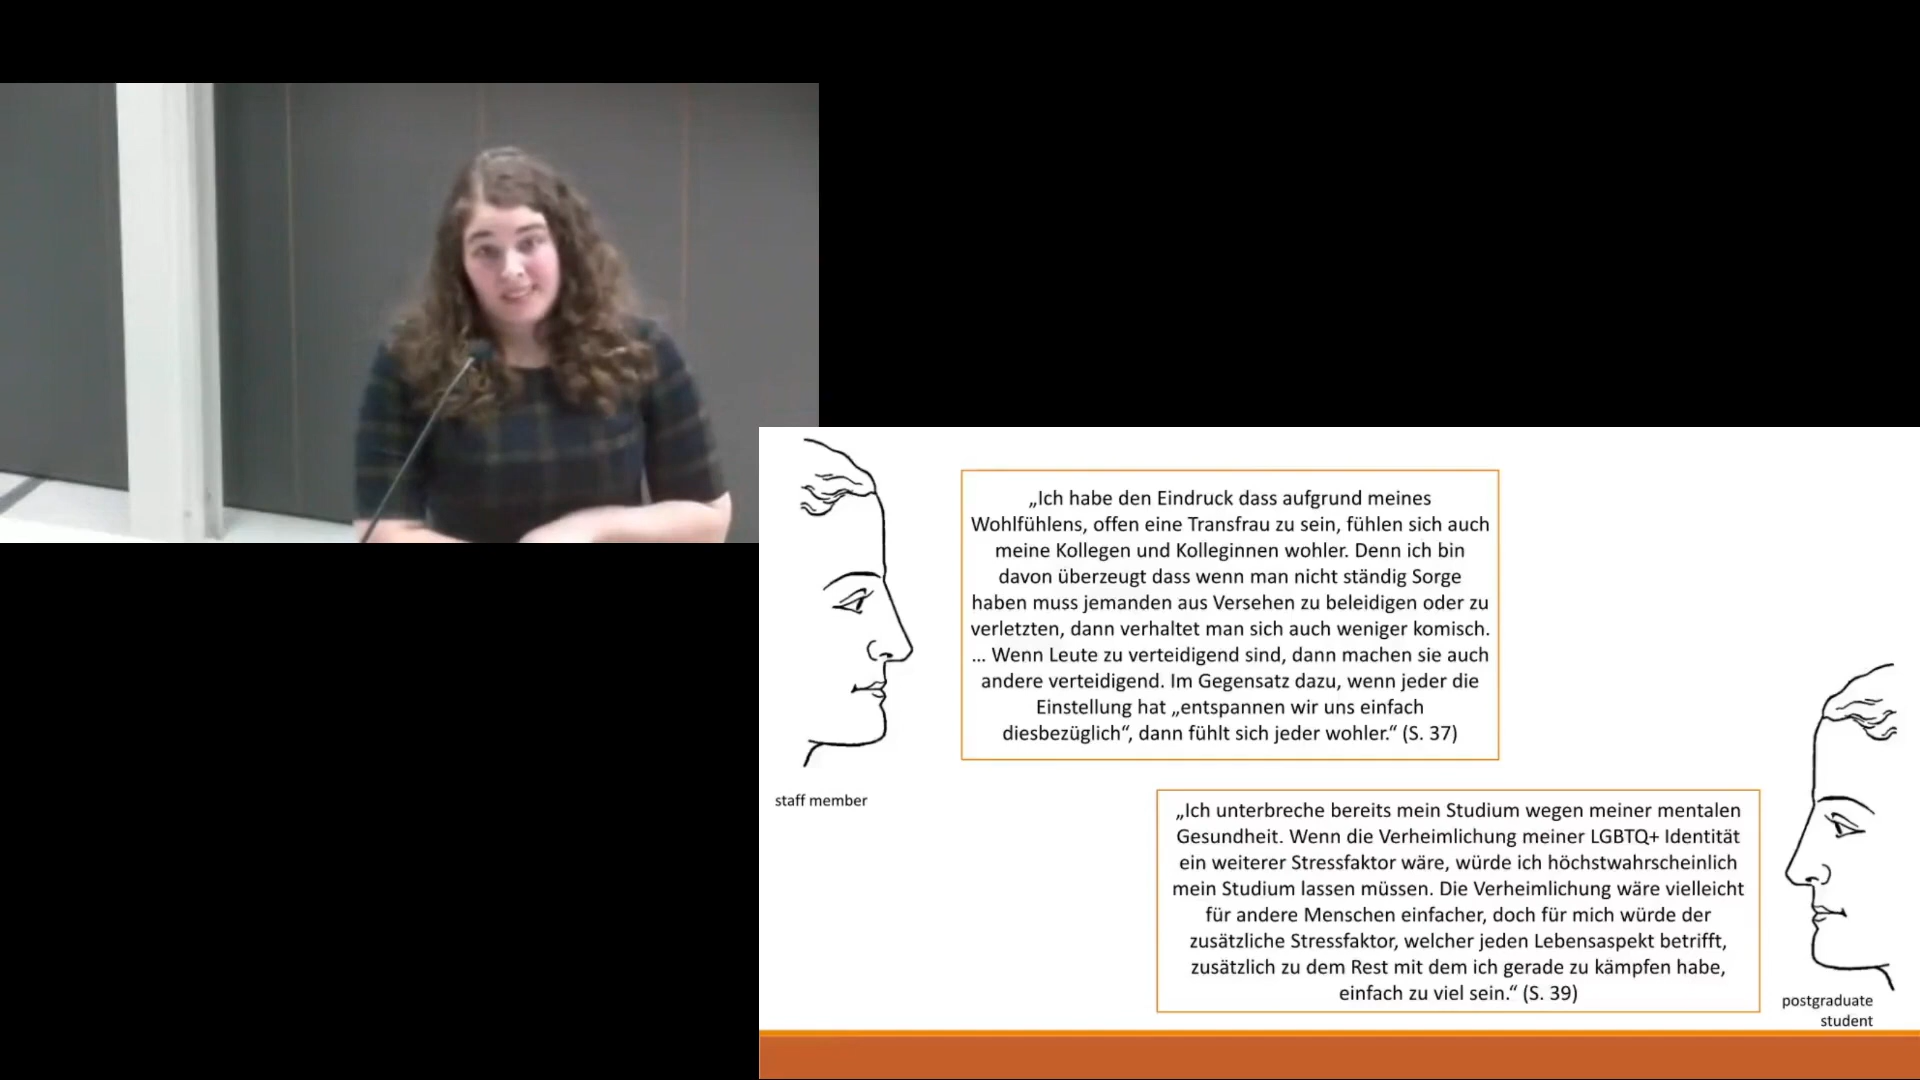 „Ich habe den Eindruck dass aufgrund meines
Wohlfühlens, offen eine Transfrau zu sein, fühlen sich auch
meine Kollegen und Kolleginnen wohler. Denn ich bin
davon überzeugt dass wenn man nicht ständig Sorge
haben muss jemanden aus Versehen zu beleidigen oder zu
verletzten, dann verhaltet man sich auch weniger komisch.
... Wenn Leute zu verteidigend sind, dann machen sie auch
andere verteidigend. Im Gegensatz dazu, wenn jeder die
Einstellung hat „entspannen wir uns einfach
diesbezüglich“, dann fühlt sich jeder wohler.“ (S. 37)
staff member
„Ich unterbreche bereits mein Studium wegen meiner mentalen
Gesundheit. Wenn die Verheimlichung meiner LGBTQ+ Identität
ein weiterer Stressfaktor wäre, würde ich höchstwahrscheinlich
mein Studium lassen müssen. Die Verheimlichung wäre vielleicht
für andere Menschen einfacher, doch für mich würde der
zusätzliche Stressfaktor, welcher jeden Lebensaspekt betrifft,
zusätzlich zu dem Rest mit dem ich gerade zu kämpfen habe,
einfach zu viel sein.“ (S. 39)
postgraduate
student